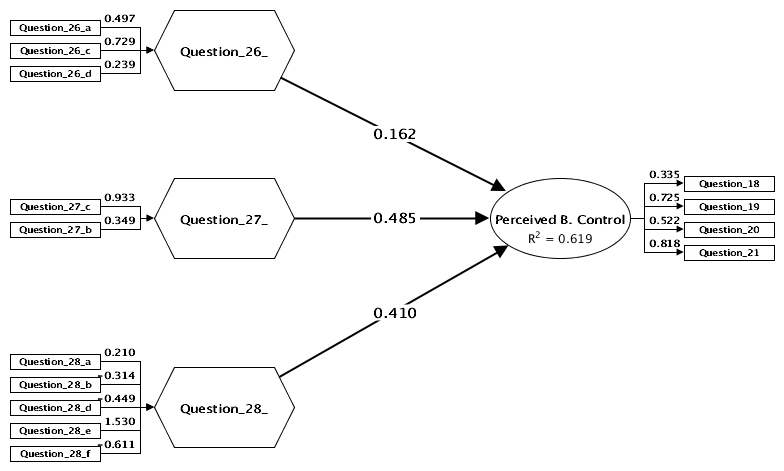 Question_26_a 0.497
Question_26_c 0.729
Question_26_d 0.239
Question_26_
0.162
Question_27_c 0.933
Question_27_b 0.349
Question_27_
0.485
Perceived B. Control
R² = 0.619
0.335 Question_18
0.725 Question_19
0.522 Question_20
0.818 Question_21
0.410
Question_28_a 0.210
Question_28_b -0.314
Question_28_d -0.449
Question_28_e 1.530
Question_28_f -0.611
Question_28_